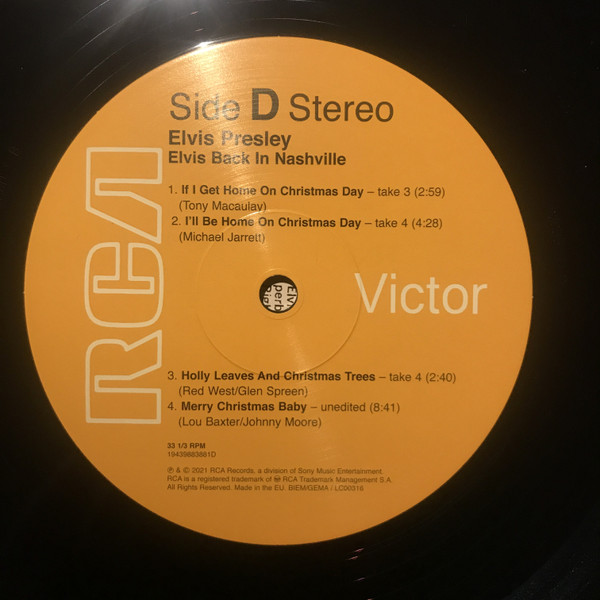 Side D Stereo
Elvis Presley
Elvis Back In Nashville
1. If I Get Home On Christmas Day – take 3 (2:59)
(Tony Macaulay)
2. I'll Be Home On Christmas Day – take 4 (4:28)
(Michael Jarrett)
RCA
Victor
3. Holly Leaves And Christmas Trees – take 4 (2:40)
(Red West/Glen Spreen)
4. Merry Christmas Baby – unedited (8:41)
(Lou Baxter/Johnny Moore)
33 1/3 RPM
19439883881D
℗ & © 2021 RCA Records, a division of Sony Music Entertainment.
RCA is a registered trademark of RCA Trademark Management S.A.
All Rights Reserved. Made in the EU. BIEM/GEMA / LC00316